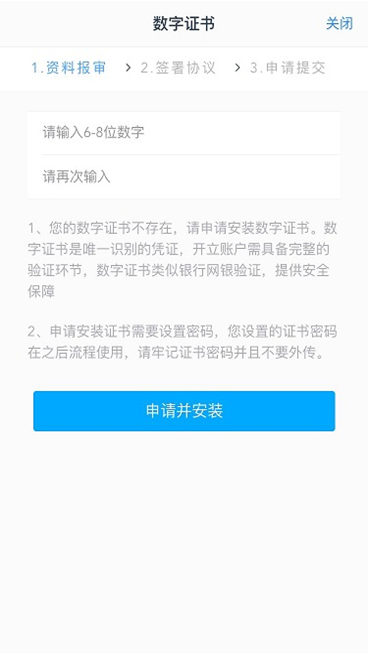 数字证书 关闭
1.资料报审 > 2.签署协议 > 3.申请提交
请输入6-8位数字
请再次输入
1、您的数字证书不存在，请申请安装数字证书。数
字证书是唯一识别的凭证，开立账户需具备完整的
验证环节，数字证书类似银行网银验证，提供安全
保障
2、申请安装证书需要设置密码，您设置的证书密码
在之后流程使用，请牢记证书密码并且不要外传。
申请并安装